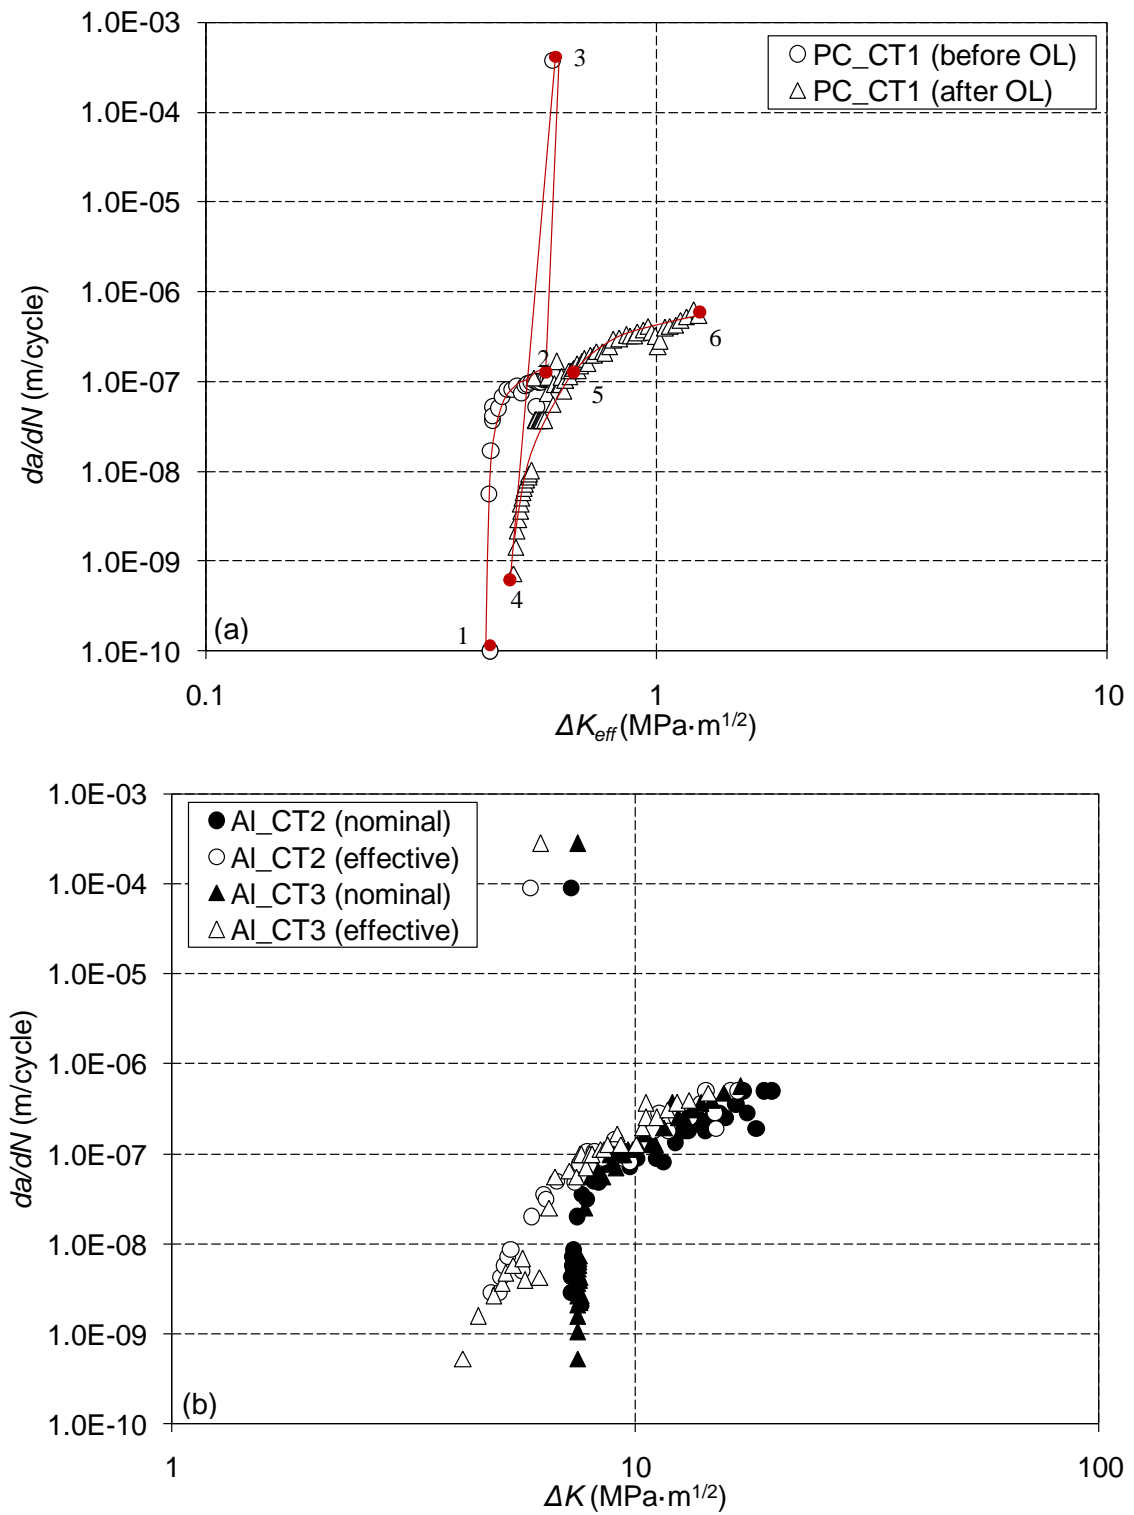 1.0E-03
PC_CT1 (before OL)
PC_CT1 (after OL)
3
1.0E-04
1.0E-05
1.0E-06
6
2
1.0E-07
5
1.0E-08
1.0E-09
4
1
(a)
1.0E-10
0.1
1
10
da/dN (m/cycle)
ΔKeff (MPa·m1/2)
1.0E-03
Al_CT2 (nominal)
Al_CT2 (effective)
Al_CT3 (nominal)
Al_CT3 (effective)
1.0E-04
1.0E-05
1.0E-06
1.0E-07
1.0E-08
1.0E-09
(b)
1.0E-10
1
10
100
da/dN (m/cycle)
ΔK (MPa·m1/2)